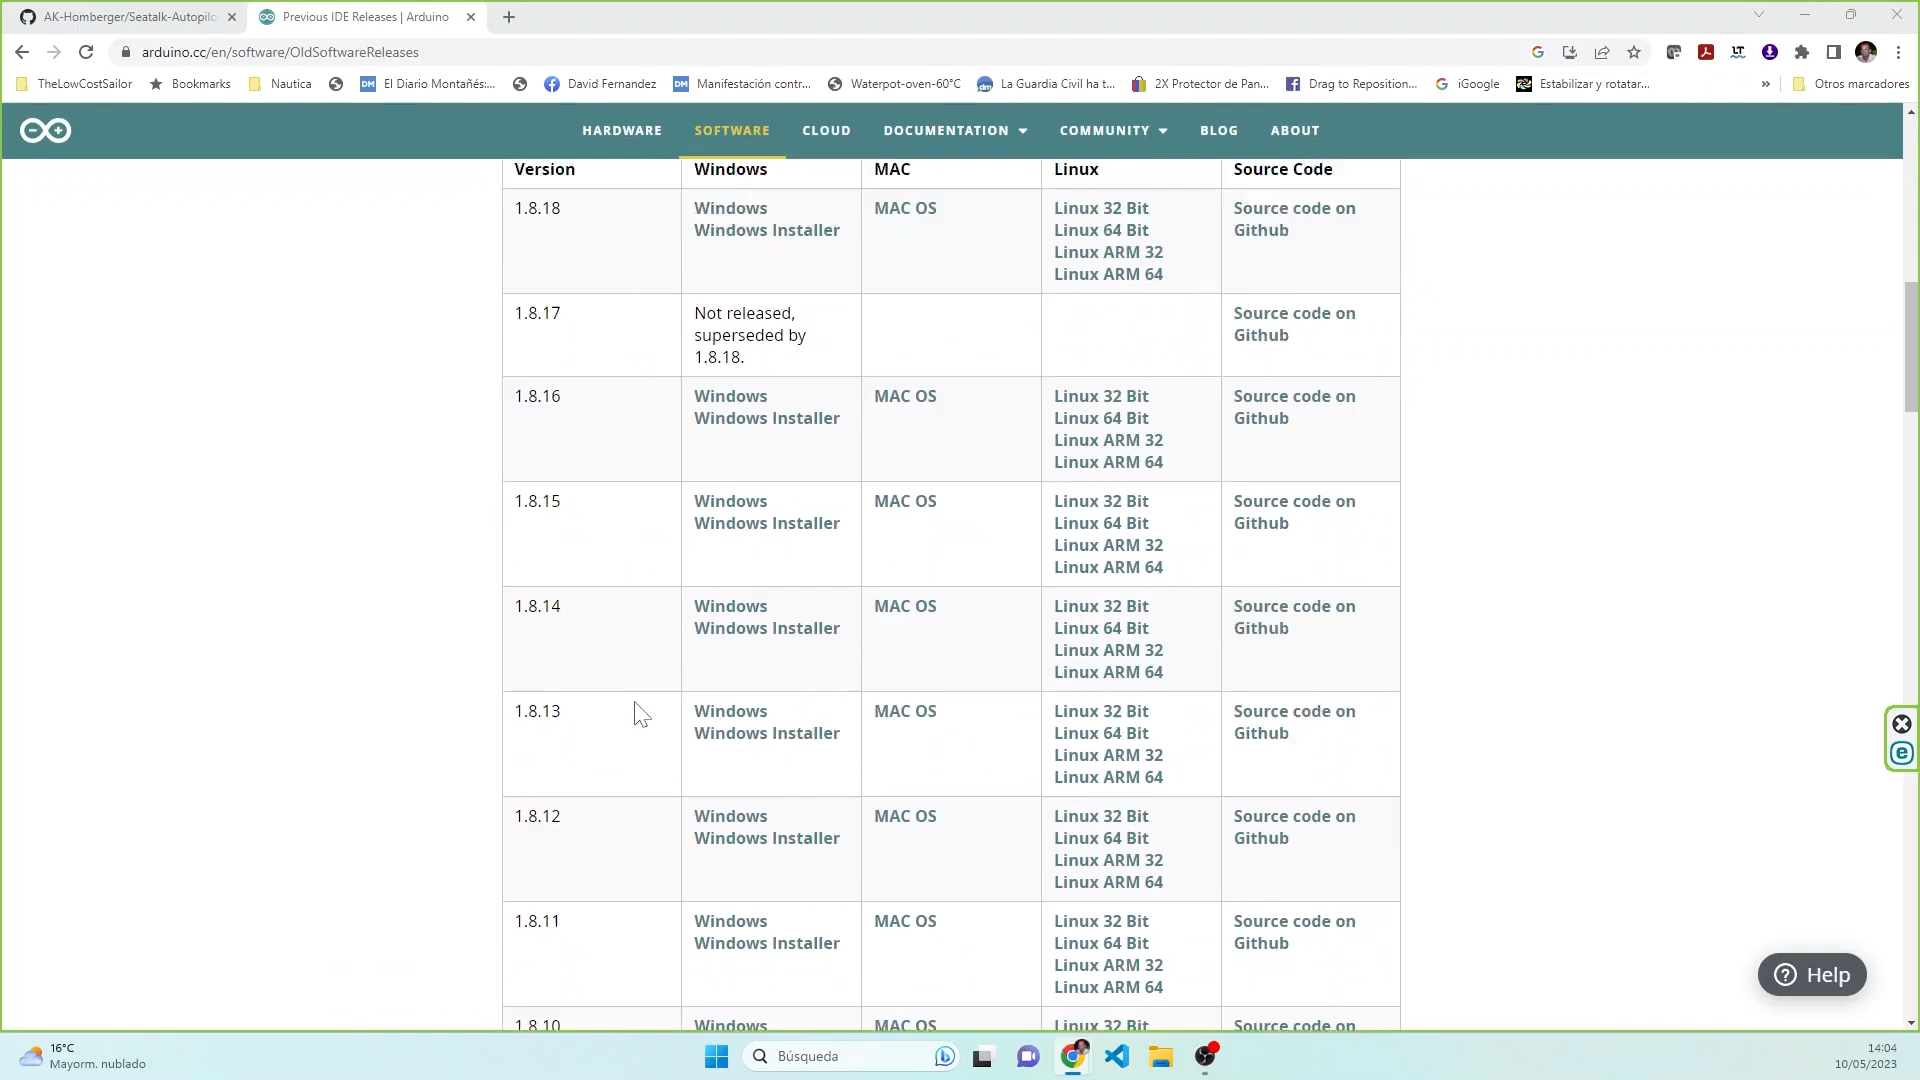 AK-Homberger/Seatalk-Autopilo
Previous IDE Releases | Arduino
arduino.cc/en/software/OldSoftwareReleases
TheLowCostSailor
Bookmarks
Nautica
El Diario Montañés:...
David Fernandez
Manifestación contr...
Waterpot-oven-60°C
La Guardia Civil ha t...
2X Protector de Pan...
Drag to Reposition...
iGoogle
Estabilizar y rotatar...
»
Otros marcadores
HARDWARE SOFTWARE CLOUD DOCUMENTATION COMMUNITY BLOG ABOUT
Version Windows MAC Linux Source Code
1.8.18
Windows
Windows Installer
MAC OS
Linux 32 Bit
Linux 64 Bit
Linux ARM 32
Linux ARM 64
Source code on
Github
1.8.17
Not released,
superseded by
1.8.18.
Source code on
Github
1.8.16
Windows
Windows Installer
MAC OS
Linux 32 Bit
Linux 64 Bit
Linux ARM 32
Linux ARM 64
Source code on
Github
1.8.15
Windows
Windows Installer
MAC OS
Linux 32 Bit
Linux 64 Bit
Linux ARM 32
Linux ARM 64
Source code on
Github
1.8.14
Windows
Windows Installer
MAC OS
Linux 32 Bit
Linux 64 Bit
Linux ARM 32
Linux ARM 64
Source code on
Github
1.8.13
Windows
Windows Installer
MAC OS
Linux 32 Bit
Linux 64 Bit
Linux ARM 32
Linux ARM 64
Source code on
Github
1.8.12
Windows
Windows Installer
MAC OS
Linux 32 Bit
Linux 64 Bit
Linux ARM 32
Linux ARM 64
Source code on
Github
1.8.11
Windows
Windows Installer
MAC OS
Linux 32 Bit
Linux 64 Bit
Linux ARM 32
Linux ARM 64
Source code on
Github
1.8.10
Windows
MAC OS
Linux 32 Bit
Source code on
Help
16°C
Mayorm. nublado
Búsqueda
14:04
10/05/2023